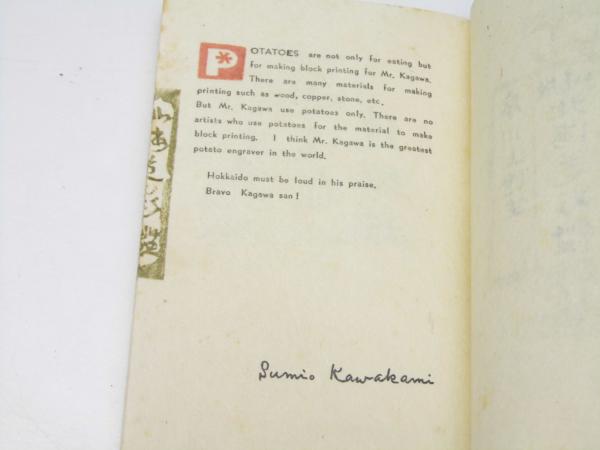 POTATOES are not only for eating but
for making block printing for Mr. Kagawa.
There are many materials for making
printing such as wood, copper, stone, etc.
But Mr. Kagawa use potatoes only. There are no
artists who use potatoes for the material to make
block printing. I think Mr. Kagawa is the greatest
potato engraver in the world.
Hokkaido must be loud in his praise.
Bravo Kagawa san!
Sumio Kawakami